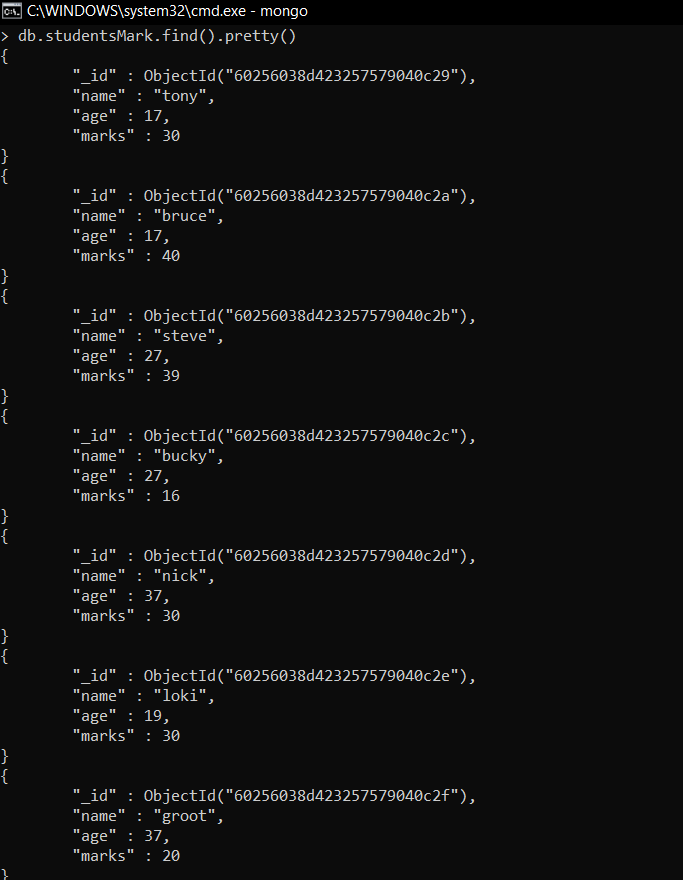 C:\WINDOWS\system32\cmd.exe - mongo
> db.studentsMark.find().pretty()
{
"_id" : ObjectId("60256038d423257579040c29"),
"name" : "tony",
"age" : 17,
"marks" : 30
}
{
"_id" : ObjectId("60256038d423257579040c2a"),
"name" : "bruce",
"age" : 17,
"marks" : 40
}
{
"_id" : ObjectId("60256038d423257579040c2b"),
"name" : "steve",
"age" : 27,
"marks" : 39
}
{
"_id" : ObjectId("60256038d423257579040c2c"),
"name" : "bucky",
"age" : 27,
"marks" : 16
}
{
"_id" : ObjectId("60256038d423257579040c2d"),
"name" : "nick",
"age" : 37,
"marks" : 30
}
{
"_id" : ObjectId("60256038d423257579040c2e"),
"name" : "loki",
"age" : 19,
"marks" : 30
}
{
"_id" : ObjectId("60256038d423257579040c2f"),
"name" : "groot",
"age" : 37,
"marks" : 20
}